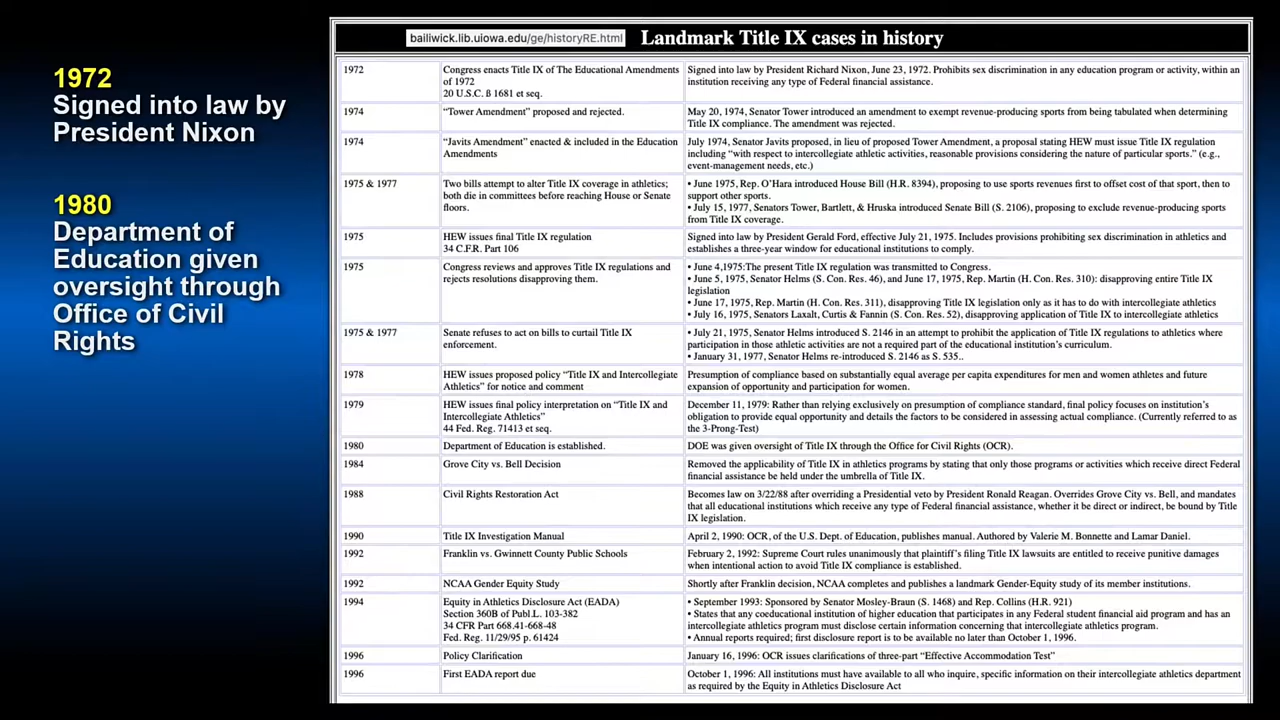 1972
Signed into law by
President Nixon
1980
Department of
Education given
oversight through
Office of Civil
Rights
bailiwick.lib.uiowa.edu/ge/historyRE.html
Landmark Title IX cases in history
1972
Congress enacts Title IX of The Educational Amendments
of 1972
20 U.S.C. ß 1681 et seq.
Signed into law by President Richard Nixon, June 23, 1972. Prohibits sex discrimination in any education program or activity, within an
institution receiving any type of Federal financial assistance.
1974
“Tower Amendment” proposed and rejected.
May 20, 1974, Senator Tower introduced an amendment to exempt revenue-producing sports from being tabulated when determining
Title IX compliance. The amendment was rejected.
1974
“Javits Amendment” enacted & included in the Education
Amendments
July 1974, Senator Javits proposed, in lieu of proposed Tower Amendment, a proposal stating HEW must issue Title IX regulation
including “with respect to intercollegiate athletic activities, reasonable provisions considering the nature of particular sports.” (e.g.,
event-management needs, etc.)
1975 & 1977
Two bills attempt to alter Title IX coverage in athletics;
both die in committees before reaching House or Senate
floors.
• June 1975, Rep. O’Hara introduced House Bill (H.R. 8394), proposing to use sports revenues first to offset cost of that sport, then to
support other sports.
• July 15, 1977, Senators Tower, Bartlett, & Hruska introduced Senate Bill (S. 2106), proposing to exclude revenue-producing sports
from Title IX coverage.
1975
HEW issues final Title IX regulation
34 C.F.R. Part 106
Signed into law by President Gerald Ford, effective July 21, 1975. Includes provisions prohibiting sex discrimination in athletics and
establishes a three-year window for educational institutions to comply.
1975
Congress reviews and approves Title IX regulations and
rejects resolutions disapproving them.
• June 4,1975:The present Title IX regulation was transmitted to Congress.
• June 5, 1975, Senator Helms (S. Con. Res. 46), and June 17, 1975, Rep. Martin (H. Con. Res. 310): disapproving entire Title IX
legislation
• June 17, 1975, Rep. Martin (H. Con. Res. 311), disapproving Title IX legislation only as it has to do with intercollegiate athletics
• July 16, 1975, Senators Laxalt, Curtis & Fannin (S. Con. Res. 52), disapproving application of Title IX to intercollegiate athletics
1975 & 1977
Senate refuses to act on bills to curtail Title IX
enforcement.
• July 21, 1975, Senator Helms introduced S. 2146 in an attempt to prohibit the application of Title IX regulations to athletics where
participation in those athletic activities are not a required part of the educational institution’s curriculum.
• January 31, 1977, Senator Helms re-introduced S. 2146 as S. 535..
1978
HEW issues proposed policy “Title IX and Intercollegiate
Athletics” for notice and comment
Presumption of compliance based on substantially equal average per capita expenditures for men and women athletes and future
expansion of opportunity and participation for women.
1979
HEW issues final policy interpretation on “Title IX and
Intercollegiate Athletics”
44 Fed. Reg. 71413 et seq.
December 11, 1979: Rather than relying exclusively on presumption of compliance standard, final policy focuses on institution’s
obligation to provide equal opportunity and details the factors to be considered in assessing actual compliance. (Currently referred to as
the 3-Prong-Test)
1980
Department of Education is established.
DOE was given oversight of Title IX through the Office for Civil Rights (OCR).
1984
Grove City vs. Bell Decision
Removed the applicability of Title IX in athletics programs by stating that only those programs or activities which receive direct Federal
financial assistance be held under the umbrella of Title IX.
1988
Civil Rights Restoration Act
Becomes law on 3/22/88 after overriding a Presidential veto by President Ronald Reagan. Overrides Grove City vs. Bell, and mandates
that all educational institutions which receive any type of Federal financial assistance, whether it be direct or indirect, be bound by Title
IX legislation.
1990
Title IX Investigation Manual
April 2, 1990: OCR, of the U.S. Dept. of Education, publishes manual. Authored by Valerie M. Bonnette and Lamar Daniel.
1992
Franklin vs. Gwinnett County Public Schools
February 2, 1992: Supreme Court rules unanimously that plaintiff’s filing Title IX lawsuits are entitled to receive punitive damages
when intentional action to avoid Title IX compliance is established.
1992
NCAA Gender Equity Study
Shortly after Franklin decision, NCAA completes and publishes a landmark Gender-Equity study of its member institutions.
1994
Equity in Athletics Disclosure Act (EADA)
Section 360B of Publ.L. 103-382
34 CFR Part 668.41-668-48
Fed. Reg. 11/29/95 p. 61424
• September 1993: Sponsored by Senator Mosley-Braun (S. 1468) and Rep. Collins (H.R. 921)
• States that any coeducational institution of higher education that participates in any Federal student financial aid program and has an
intercollegiate athletics program must disclose certain information concerning that intercollegiate athletics program.
• Annual reports required; first disclosure report is to be available no later than October 1, 1996.
1996
Policy Clarification
January 16, 1996: OCR issues clarifications of three-part “Effective Accommodation Test”
1996
First EADA report due
October 1, 1996: All institutions must have available to all who inquire, specific information on their intercollegiate athletics department
as required by the Equity in Athletics Disclosure Act